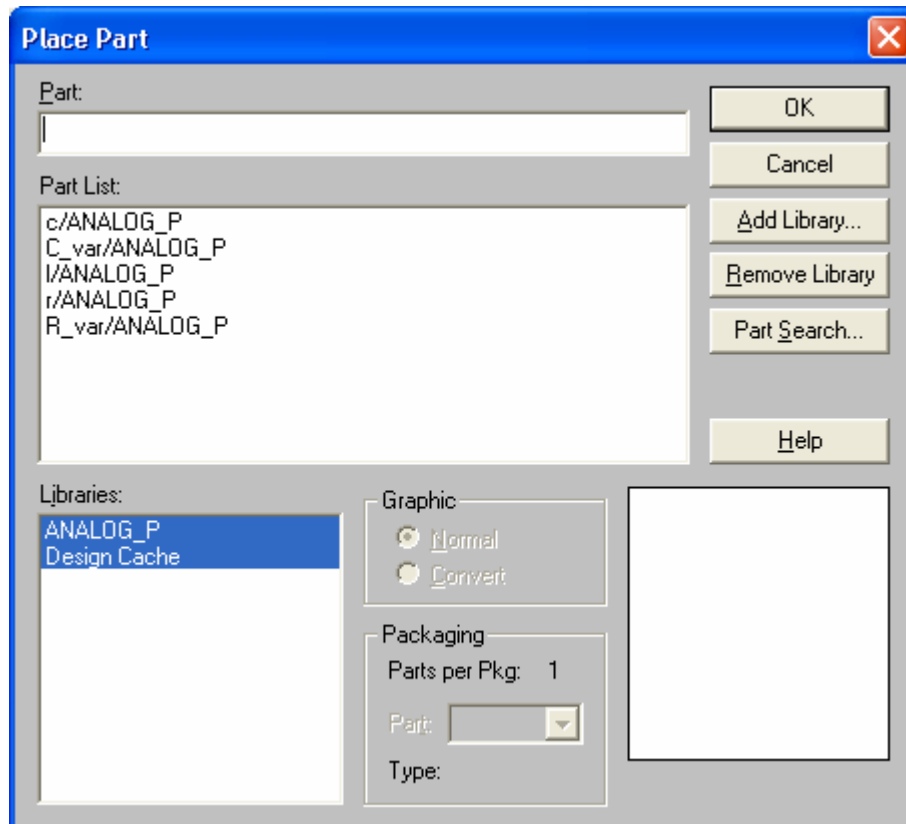 Place Part
Part:
OK
Cancel
Part List:
c/ANALOG_P
C_var/ANALOG_P
l/ANALOG_P
r/ANALOG_P
R_var/ANALOG_P
Add Library...
Remove Library
Part Search...
Help
Libraries:
ANALOG_P
Design Cache
Graphic
Normal
Convert
Packaging
Parts per Pkg: 1
Part:
Type: